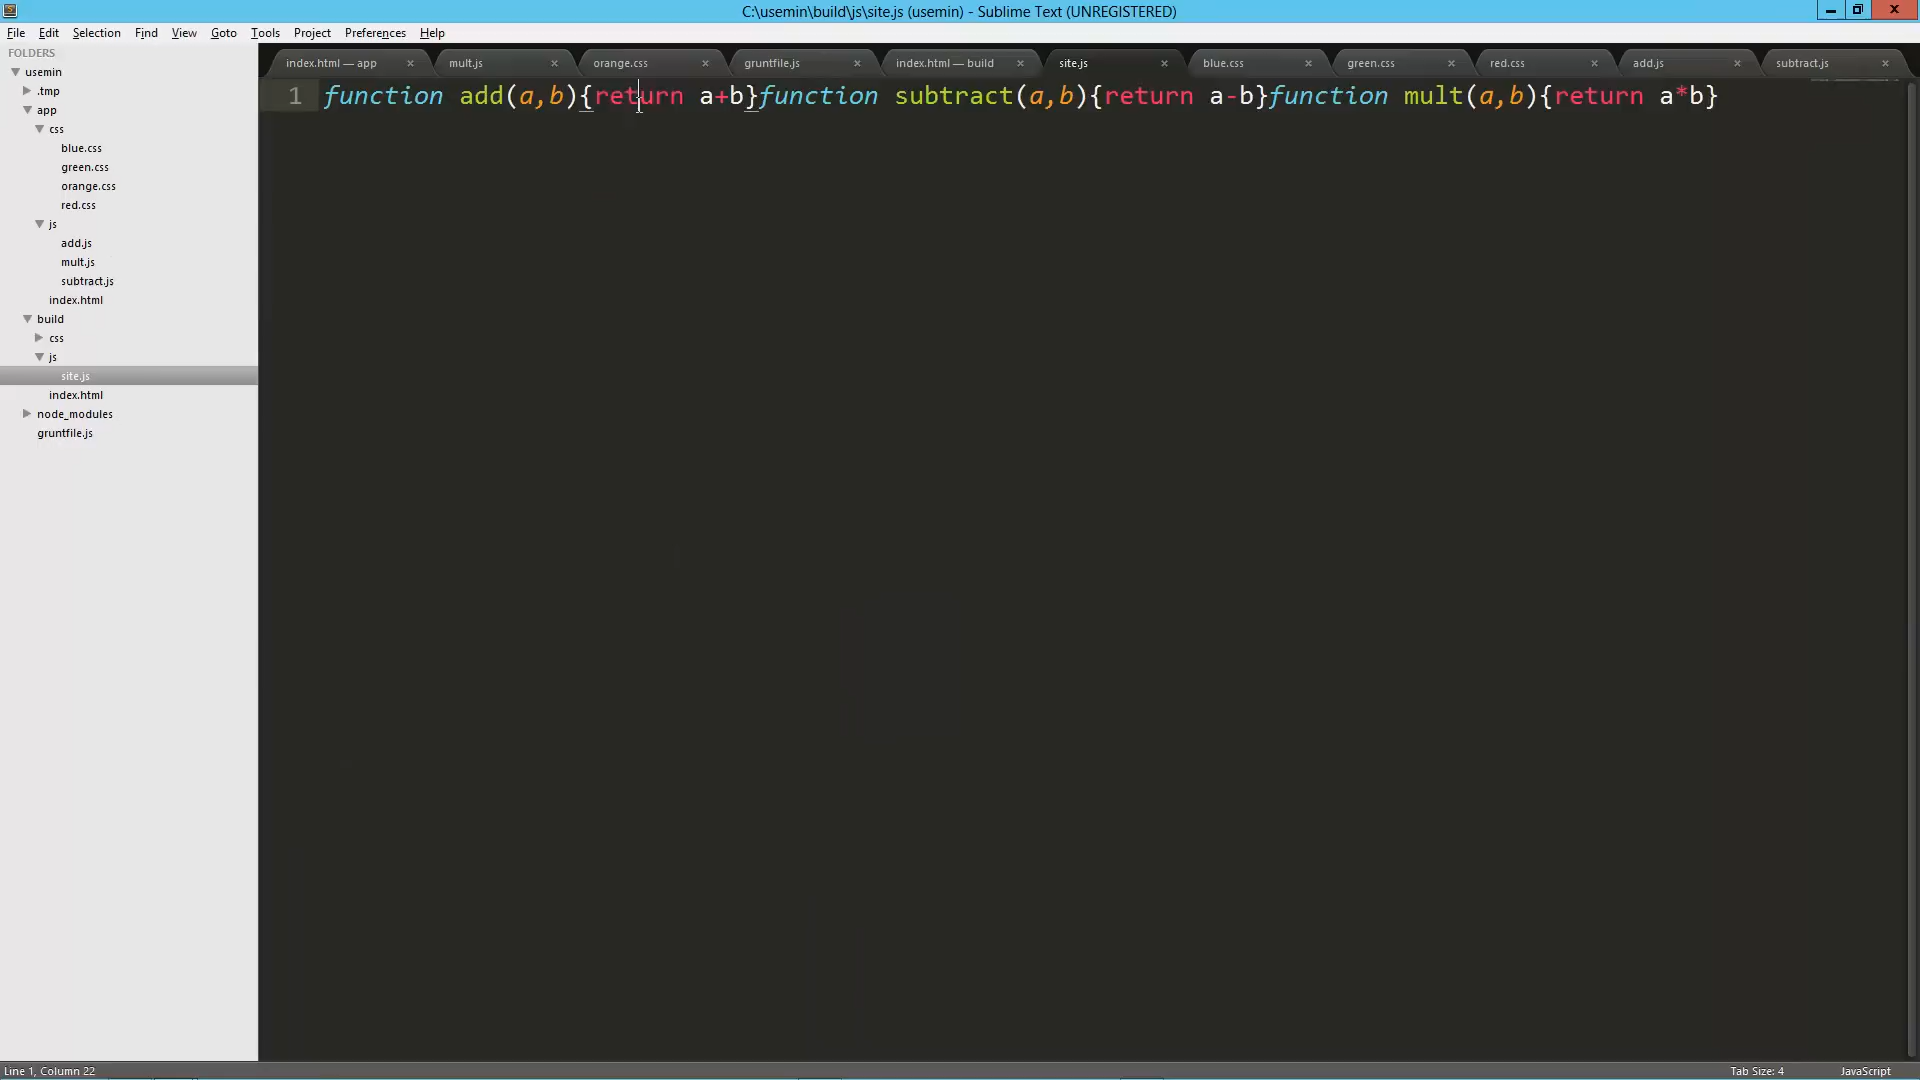 C:\usemin\build\js\site.js (usemin) - Sublime Text (UNREGISTERED)
File Edit Selection Find View Goto Tools Project Preferences Help
FOLDERS
usemin
.tmp
app
css
blue.css
green.css
orange.css
red.css
js
add.js
mult.js
subtract.js
index.html
build
css
js
site.js
index.html
node_modules
gruntfile.js
index.html — app × mult.js × orange.css × gruntfile.js × index.html — build × site.js × blue.css × green.css × red.css × add.js × subtract.js ×
1 function add(a,b){return a+b}function subtract(a,b){return a-b}function mult(a,b){return a*b}
Line 1, Column 22 Tab Size: 4 JavaScript